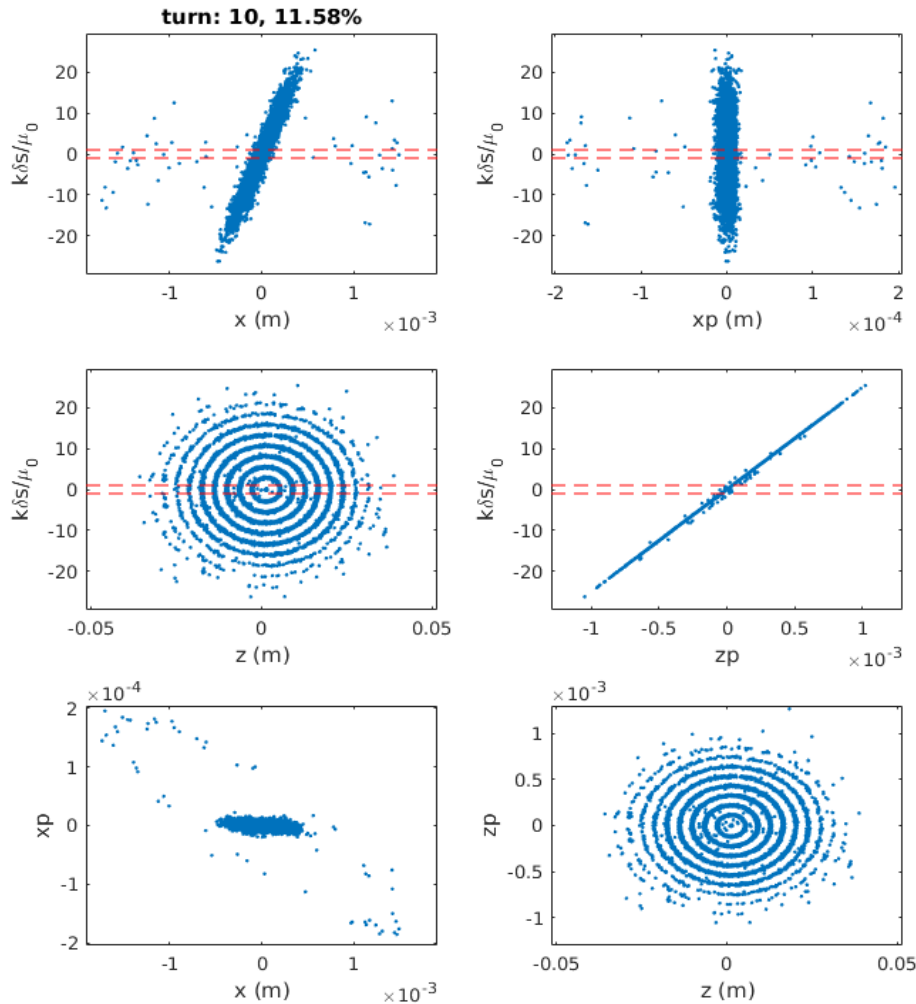 turn: 10, 11.58%
kδs/μ₀
20
10
0
-10
-20
-1 0 1
x (m)
×10⁻³
kδs/μ₀
20
10
0
-10
-20
-2 -1 0 1 2
xp (m)
×10⁻⁴
kδs/μ₀
20
10
0
-10
-20
-0.05 0 0.05
z (m)
kδs/μ₀
20
10
0
-10
-20
-1 -0.5 0 0.5 1
zp
×10⁻³
×10⁻⁴
xp
2
1
0
-1
-2
-1 0 1
x (m)
×10⁻³
×10⁻³
zp
1
0.5
0
-0.5
-1
-0.05 0 0.05
z (m)